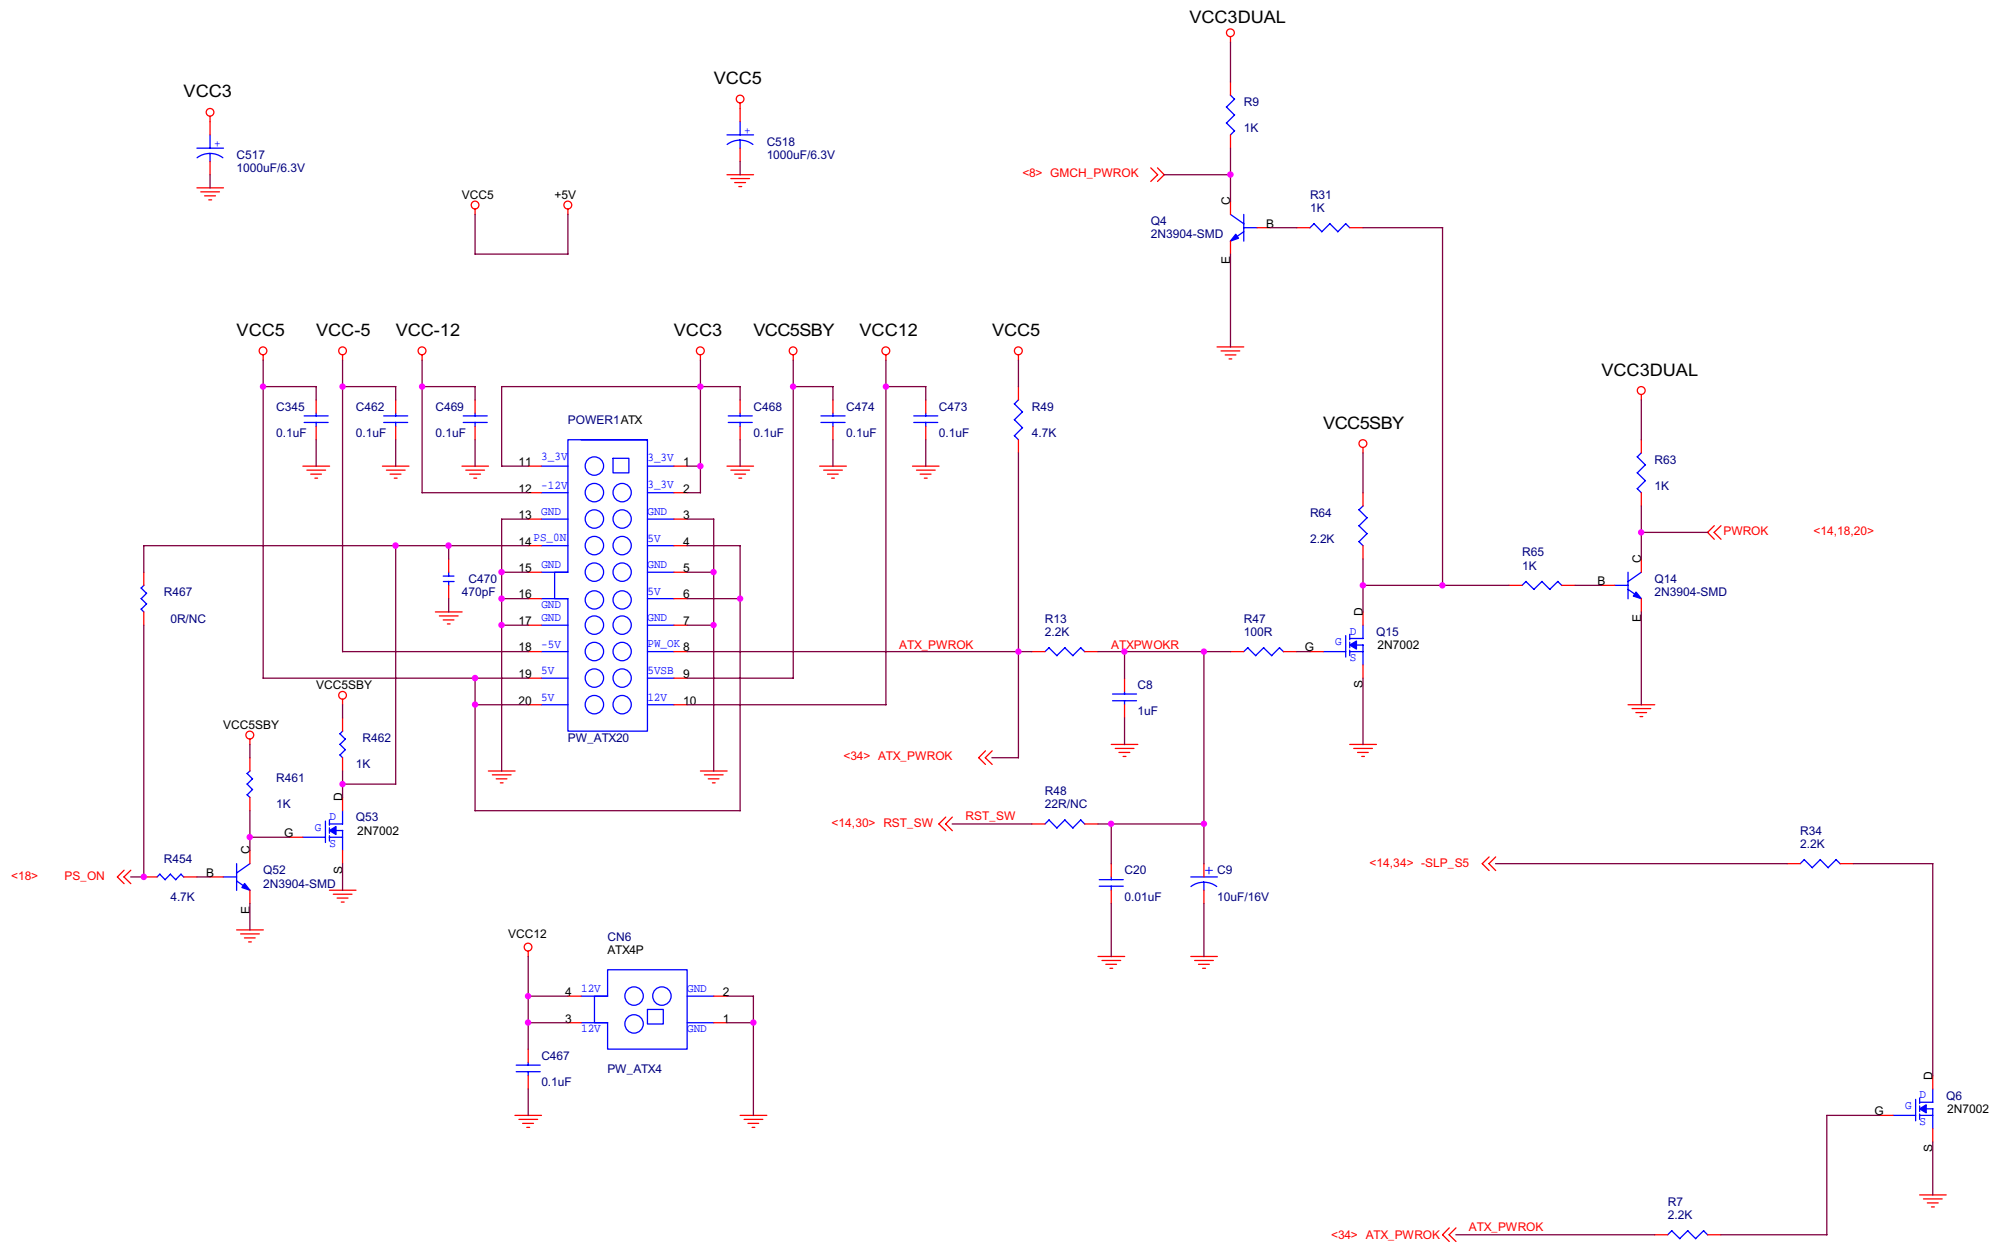 VCC3DUAL
VCC3
C517
1000uF/6.3V
VCC5
+
C518
1000uF/6.3V
+
R9
1K
VCC5
+5V
<8> GMCH_PWROK
C
Q4
2N3904-SMD
B
E
R31
1K
VCC5
VCC-5
VCC-12
VCC3
VCC5SBY
VCC12
VCC5
C345
0.1uF
C462
0.1uF
C469
0.1uF
POWER1ATX
C468
0.1uF
C474
0.1uF
C473
0.1uF
R49
4.7K
VCC5SBY
VCC3DUAL
R63
1K
11 3_3V
3_3V 1
12 -12V
3_3V 2
13 GND
GND 3
14 PS_ON
5V 4
15 GND
GND 5
16
GND
5V 6
17 GND
GND 7
18 -5V
PW_OK 8
19 5V
5VSB 9
20 5V
12V 10
PW_ATX20
C470
470pF
R467
0R/NC
R64
2.2K
PWROK <14,18,20>
R65
1K
B
C
Q14
2N3904-SMD
E
ATX_PWROK
R13
2.2K
ATXPWOKR
R47
100R
G
D
D
G
S
S
Q15
2N7002
C8
1uF
VCC5SBY
R462
1K
VCC5SBY
R461
1K
<34> ATX_PWROK
D
D
G
G
S
S
Q53
2N7002
R48
22R/NC
<14,30> RST_SW
RST_SW
<18> PS_ON
R454
4.7K
B
C
Q52
2N3904-SMD
E
C20
0.01uF
+
C9
10uF/16V
<14,34> -SLP_S5
R34
2.2K
VCC12
CN6
ATX4P
4 12V
GND 2
3 12V
GND 1
PW_ATX4
C467
0.1uF
D
D
G
G
S
S
Q6
2N7002
<34> ATX_PWROK
ATX_PWROK
R7
2.2K